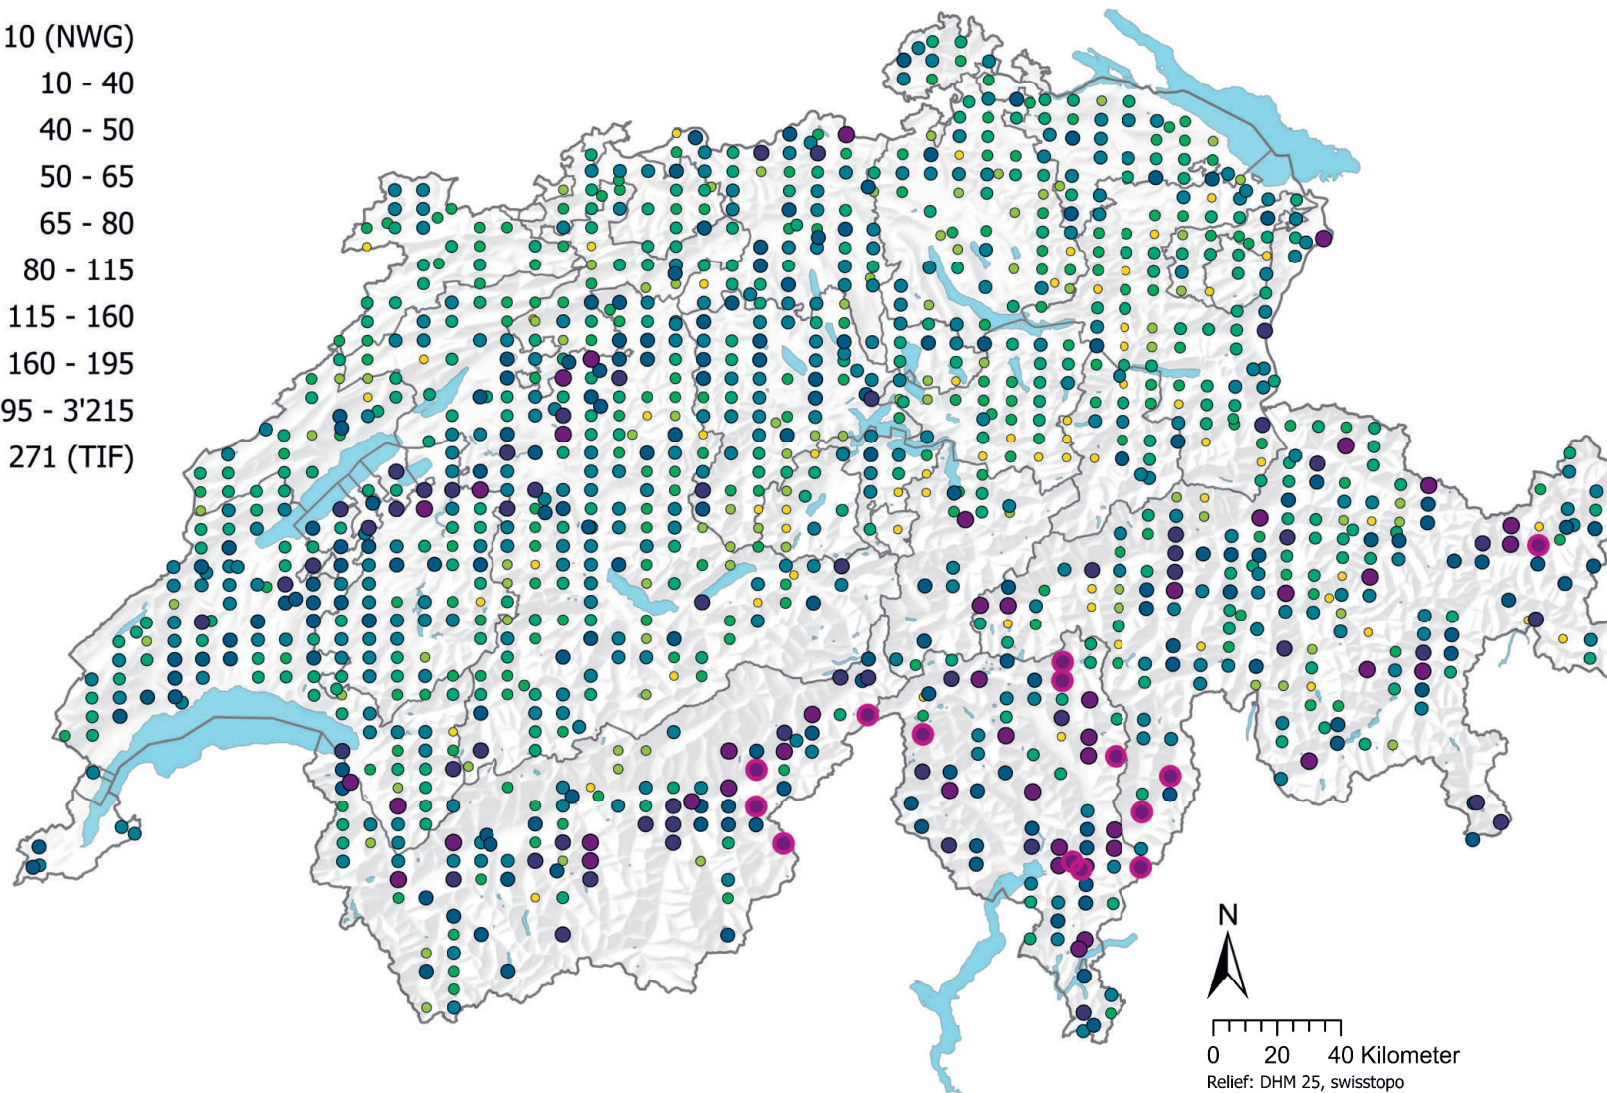 10 (NWG)
10 - 40
40 - 50
50 - 65
65 - 80
80 - 115
115 - 160
160 - 195
95 - 3'215
271 (TIF)
N
0 20 40 Kilometer
Relief: DHM 25, swisstopo